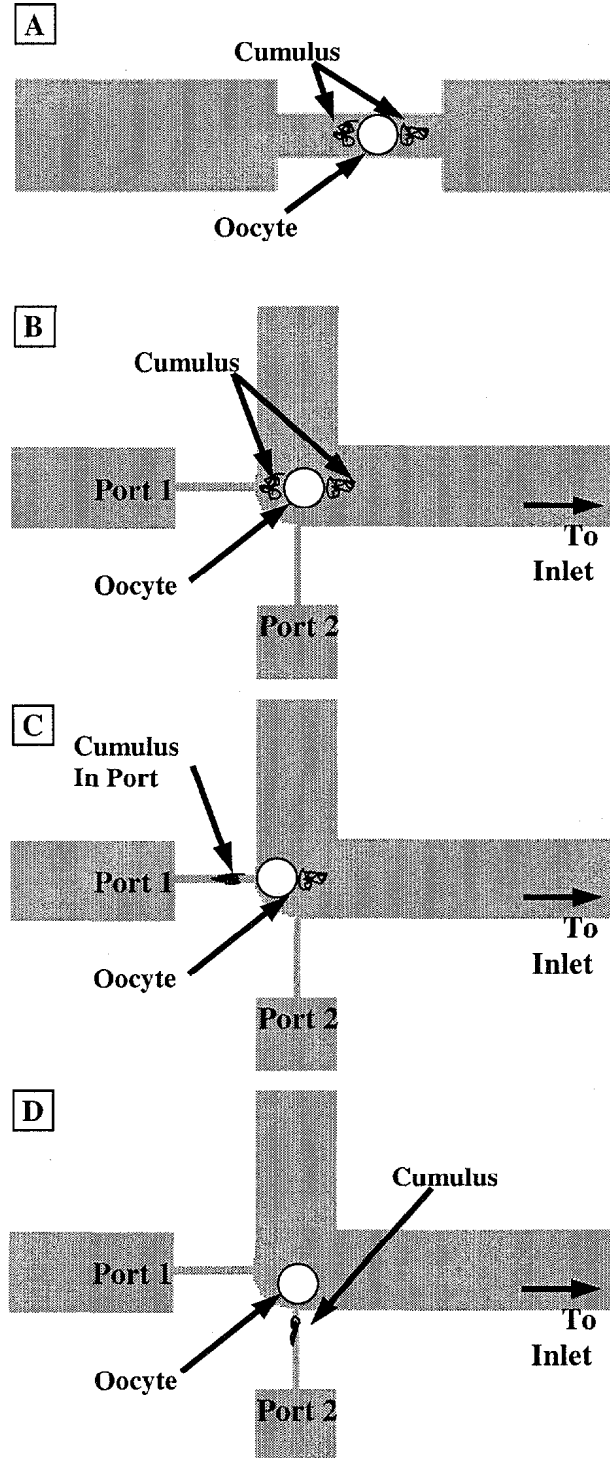 A
Cumulus
Oocyte
B
Cumulus
Port 1
To
Inlet
Oocyte
Port 2
C
Cumulus
In Port
Port 1
To
Inlet
Oocyte
Port 2
D
Cumulus
Port 1
To
Inlet
Oocyte
Port 2